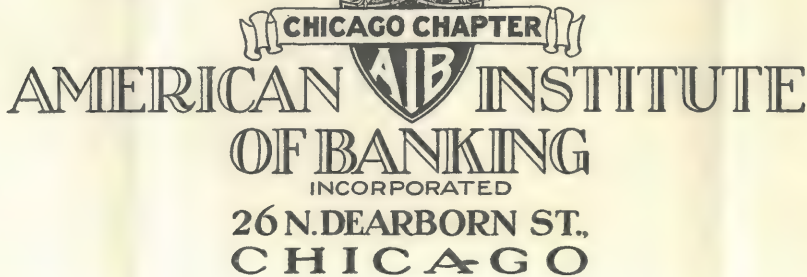 CHICAGO CHAPTER
AIB
AMERICAN INSTITUTE
OF BANKING
INCORPORATED
26 N. DEARBORN ST.,
CHICAGO